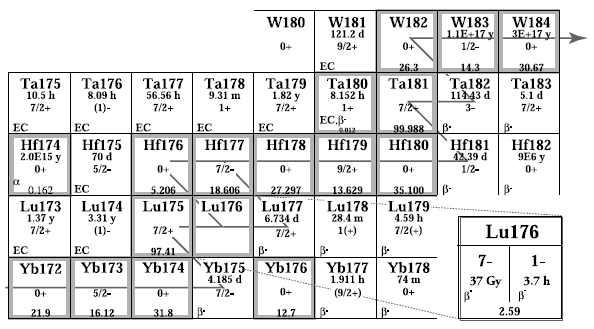 W180 W181 W182 W183 W184
121.2 d 1.1E+17 y 3E+17 y
0+ 9/2+ 0+ 1/2- 0+
EC 26.3 14.3 30.67
Ta175 Ta176 Ta177 Ta178 Ta179 Ta180 Ta181 Ta182 Ta183
10.5 h 8.09 h 56.56 h 9.31 m 1.82 y 8.152 h 114.43 d 5.1 d
7/2+ (1)- 7/2+ 1+ 7/2+ 1+ 7/2+ 3- 7/2+
EC EC EC EC EC EC,β- 0.012 99.988 β- β-
Hf174 Hf175 Hf176 Hf177 Hf178 Hf179 Hf180 Hf181 Hf182
2.0E15 y 70 d 42.39 d 9E6 y
0+ 5/2- 0+ 7/2- 0+ 9/2+ 0+ 1/2- 0+
α 0.162 EC 5.206 18.606 27.297 13.629 35.100 β- β-
Lu173 Lu174 Lu175 Lu176 Lu177 Lu178 Lu179
1.37 y 3.31 y 6.734 d 28.4 m 4.59 h
7/2+ (1)- 7/2+ 7/2+ 1(+) 7/2(+)
EC EC 97.41 β- β- β-
Yb172 Yb173 Yb174 Yb175 Yb176 Yb177 Yb178
4.185 d 1.911 h 74 m
0+ 5/2- 0+ 7/2- 0+ (9/2+) 0+
21.9 16.12 31.8 β- 12.7 β- β-
Lu176
7- 1-
37 Gy 3.7 h
β- β-
2.59